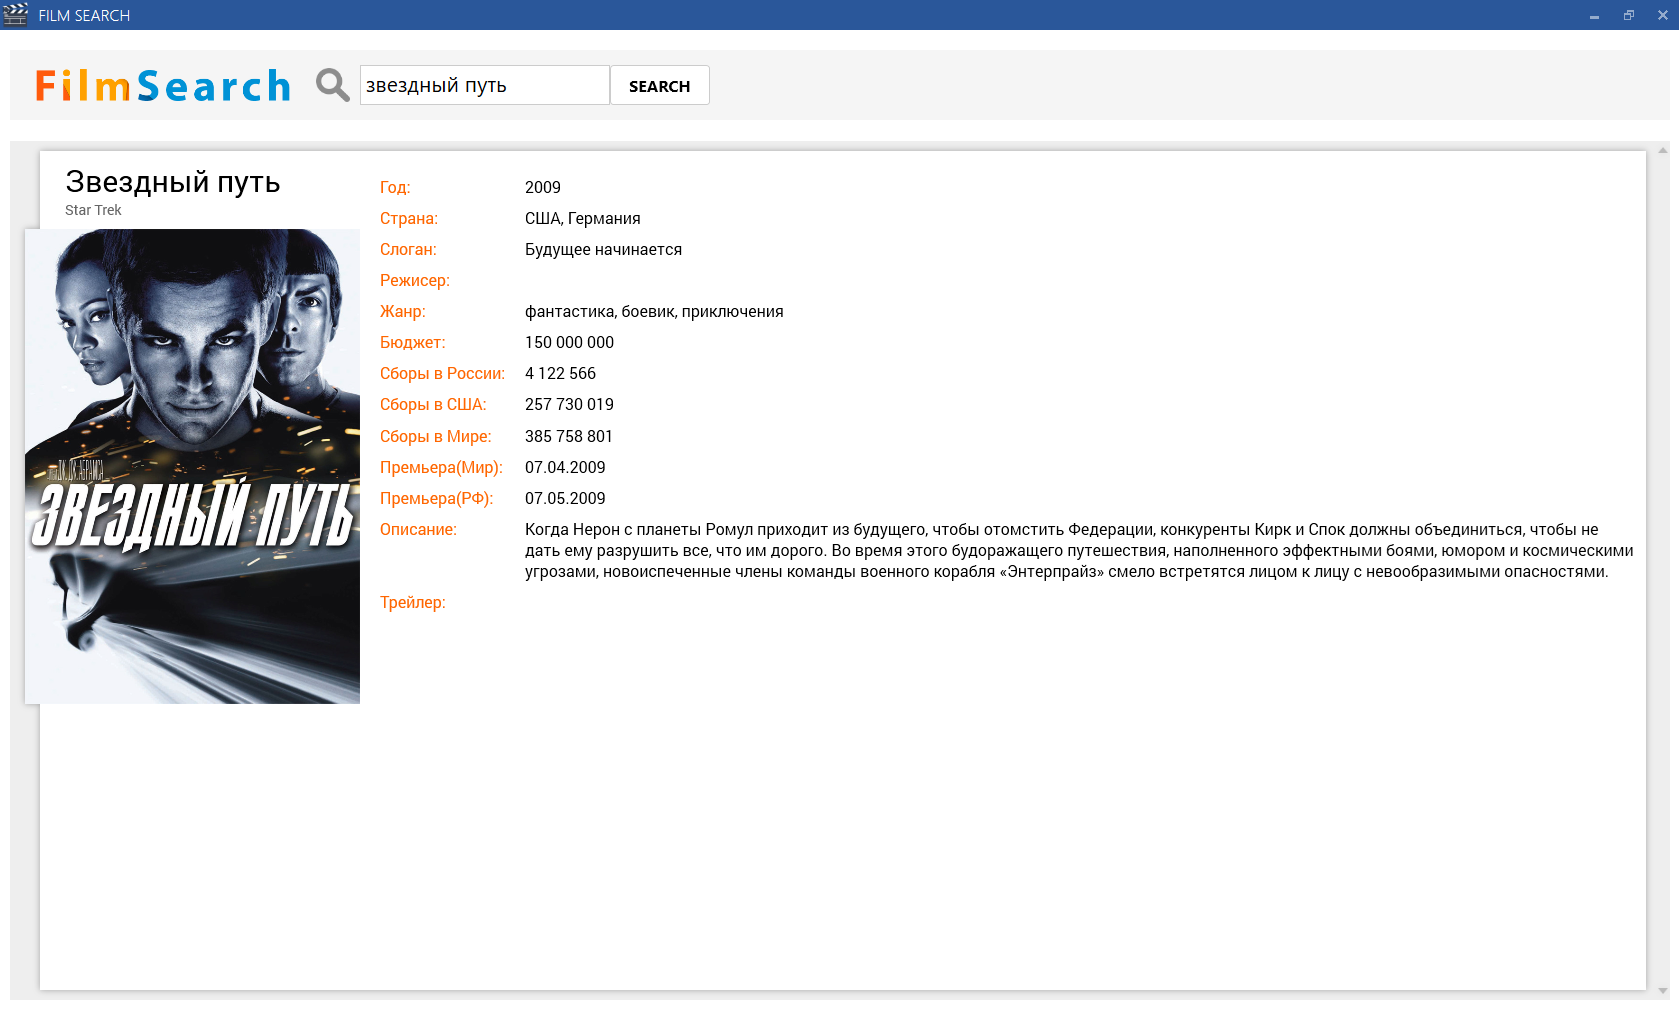 FILM SEARCH
FilmSearch
звездный путь
SEARCH
Звездный путь
Star Trek
ДЖ. ДЖ. АБРАМСА
ЗВЕЗДНЫЙ ПУТЬ
Год: 2009
Страна: США, Германия
Слоган: Будущее начинается
Режисер:
Жанр: фантастика, боевик, приключения
Бюджет: 150 000 000
Сборы в России: 4 122 566
Сборы в США: 257 730 019
Сборы в Мире: 385 758 801
Премьера(Мир): 07.04.2009
Премьера(РФ): 07.05.2009
Описание: Когда Нерон с планеты Ромул приходит из будущего, чтобы отомстить Федерации, конкуренты Кирк и Спок должны объединиться, чтобы не
дать ему разрушить все, что им дорого. Во время этого будоражащего путешествия, наполненного эффектными боями, юмором и космическими
угрозами, новоиспеченные члены команды военного корабля «Энтерпрайз» смело встретятся лицом к лицу с невообразимыми опасностями.
Трейлер: